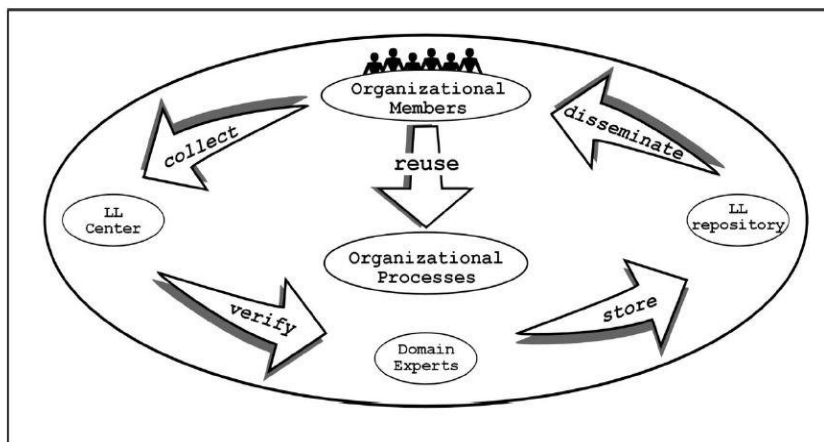 Organizational
Members
collect
disseminate
reuse
LL
Center
LL
repository
Organizational
Processes
verify
store
Domain
Experts